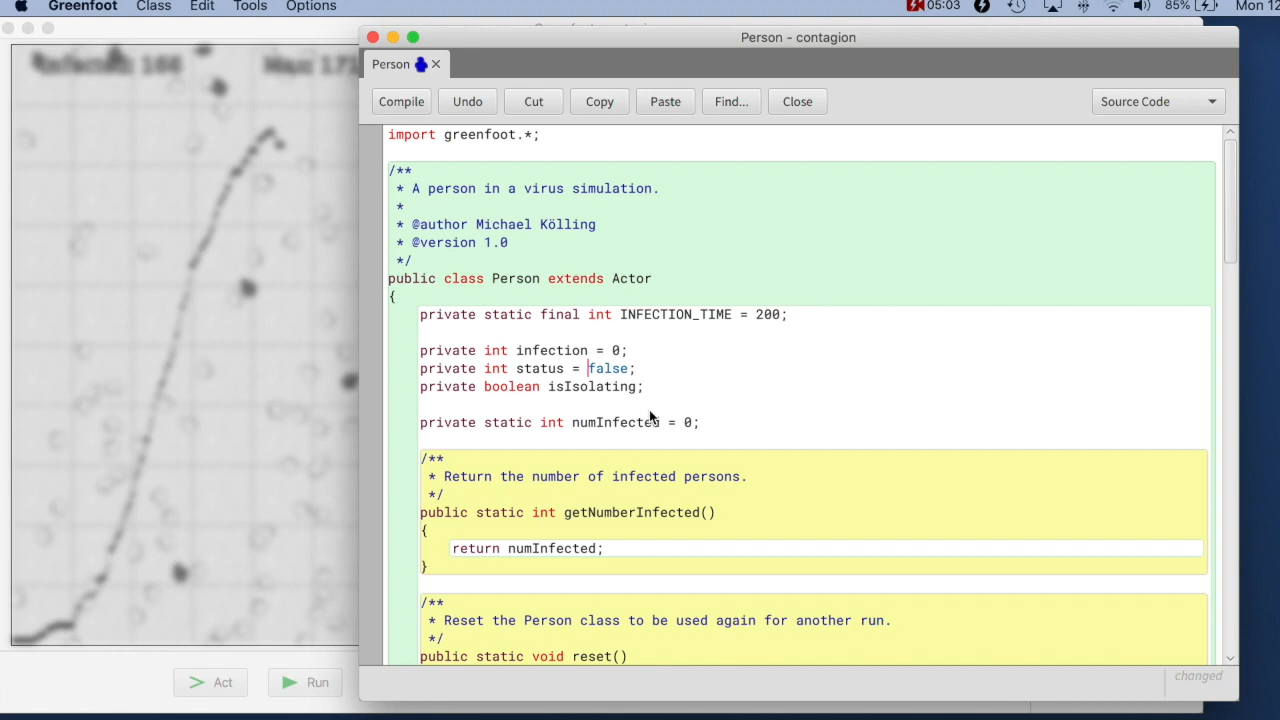 Greenfoot Class Edit Tools Options 05:03 85% Mon 12
Person - contagion
Infected: 166 Max: 171
Person
Compile Undo Cut Copy Paste Find... Close Source Code
import greenfoot.*;
/**
* A person in a virus simulation.
*
* @author Michael Kölling
* @version 1.0
*/
public class Person extends Actor
{
private static final int INFECTION_TIME = 200;
private int infection = 0;
private int status = false;
private boolean isIsolating;
private static int numInfected = 0;
/**
* Return the number of infected persons.
*/
public static int getNumberInfected()
{
return numInfected;
}
/**
* Reset the Person class to be used again for another run.
*/
public static void reset()
Act Run
changed